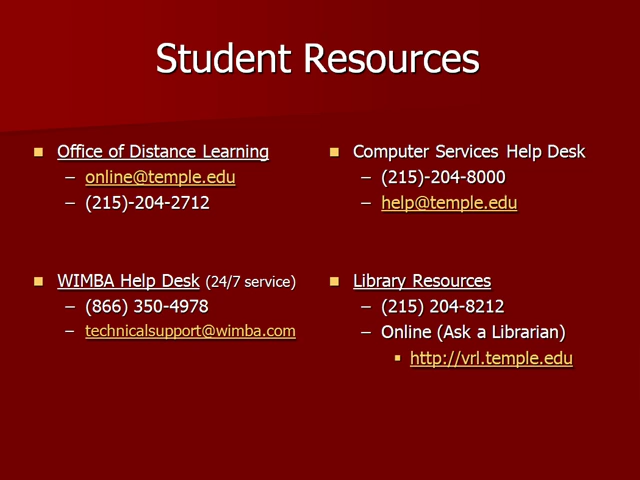 Student Resources
■ Office of Distance Learning
– online@temple.edu
– (215)-204-2712
■ WIMBA Help Desk (24/7 service)
– (866) 350-4978
– technicalsupport@wimba.com
■ Computer Services Help Desk
– (215)-204-8000
– help@temple.edu
■ Library Resources
– (215) 204-8212
– Online (Ask a Librarian)
▪ http://vrl.temple.edu